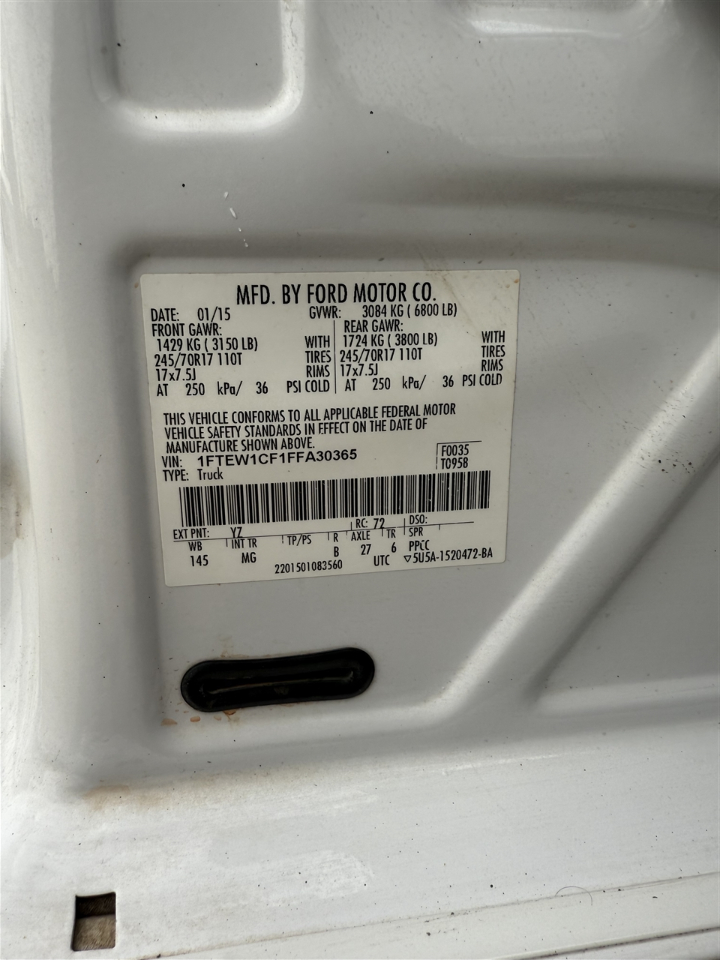 MFD. BY FORD MOTOR CO.
DATE: 01/15 GVWR: 3084 KG ( 6800 LB)
FRONT GAWR: REAR GAWR:
1429 KG ( 3150 LB) WITH 1724 KG ( 3800 LB) WITH
245/70R17 110T TIRES 245/70R17 110T TIRES
17x7.5J RIMS 17x7.5J RIMS
AT 250 kPa/ 36 PSI COLD AT 250 kPa/ 36 PSI COLD
THIS VEHICLE CONFORMS TO ALL APPLICABLE FEDERAL MOTOR
VEHICLE SAFETY STANDARDS IN EFFECT ON THE DATE OF
MANUFACTURE SHOWN ABOVE.
VIN: 1FTEW1CF1FFA30365 F0035
TYPE: Truck T095B
EXT PNT: YZ RC: 72 DSO:
WB INT TR TP/PS R AXLE TR SPR
145 MG B 27 6 PPCC
2201501083560 UTC ▽5U5A-1520472-BA